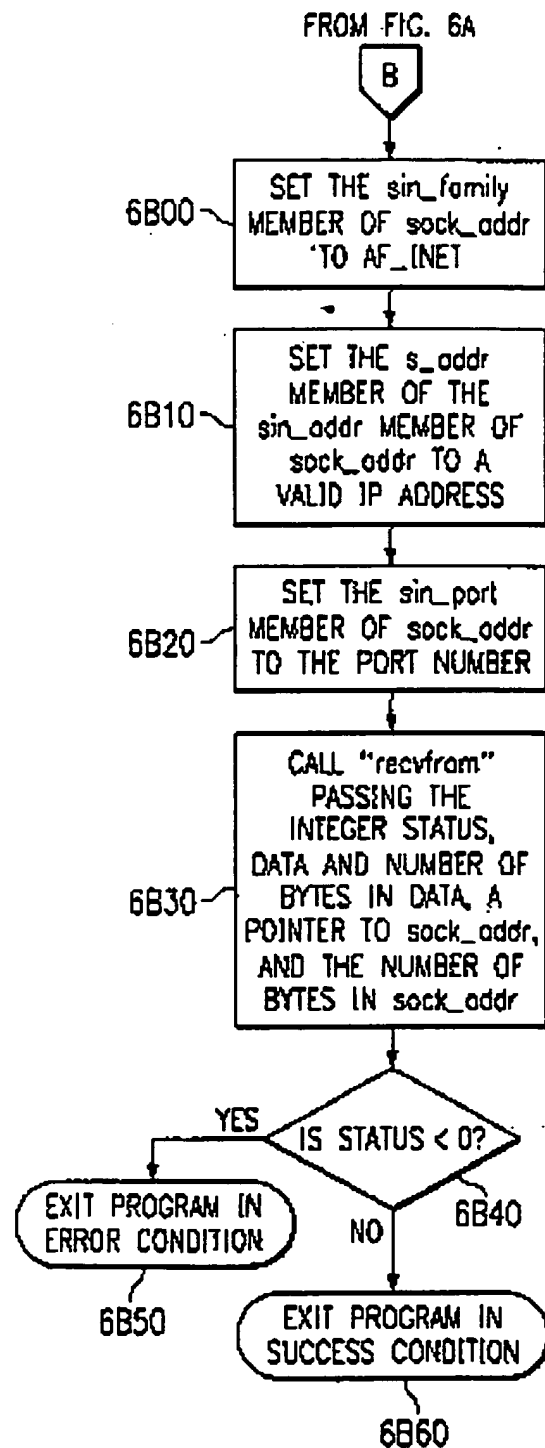 FROM FIG. 6A
B
6B00
SET THE sin_family
MEMBER OF sock_addr
'TO AF_INET
6B10
SET THE s_addr
MEMBER OF THE
sin_addr MEMBER OF
sock_addr TO A
VALID IP ADDRESS
6B20
SET THE sin_port
MEMBER OF sock_addr
TO THE PORT NUMBER
6B30
CALL "recvfrom"
PASSING THE
INTEGER STATUS,
DATA AND NUMBER OF
BYTES IN DATA, A
POINTER TO sock_addr,
AND THE NUMBER OF
BYTES IN sock_addr
YES
IS STATUS < 0?
6B40
NO
EXIT PROGRAM IN
ERROR CONDITION
6B50
EXIT PROGRAM IN
SUCCESS CONDITION
6B60